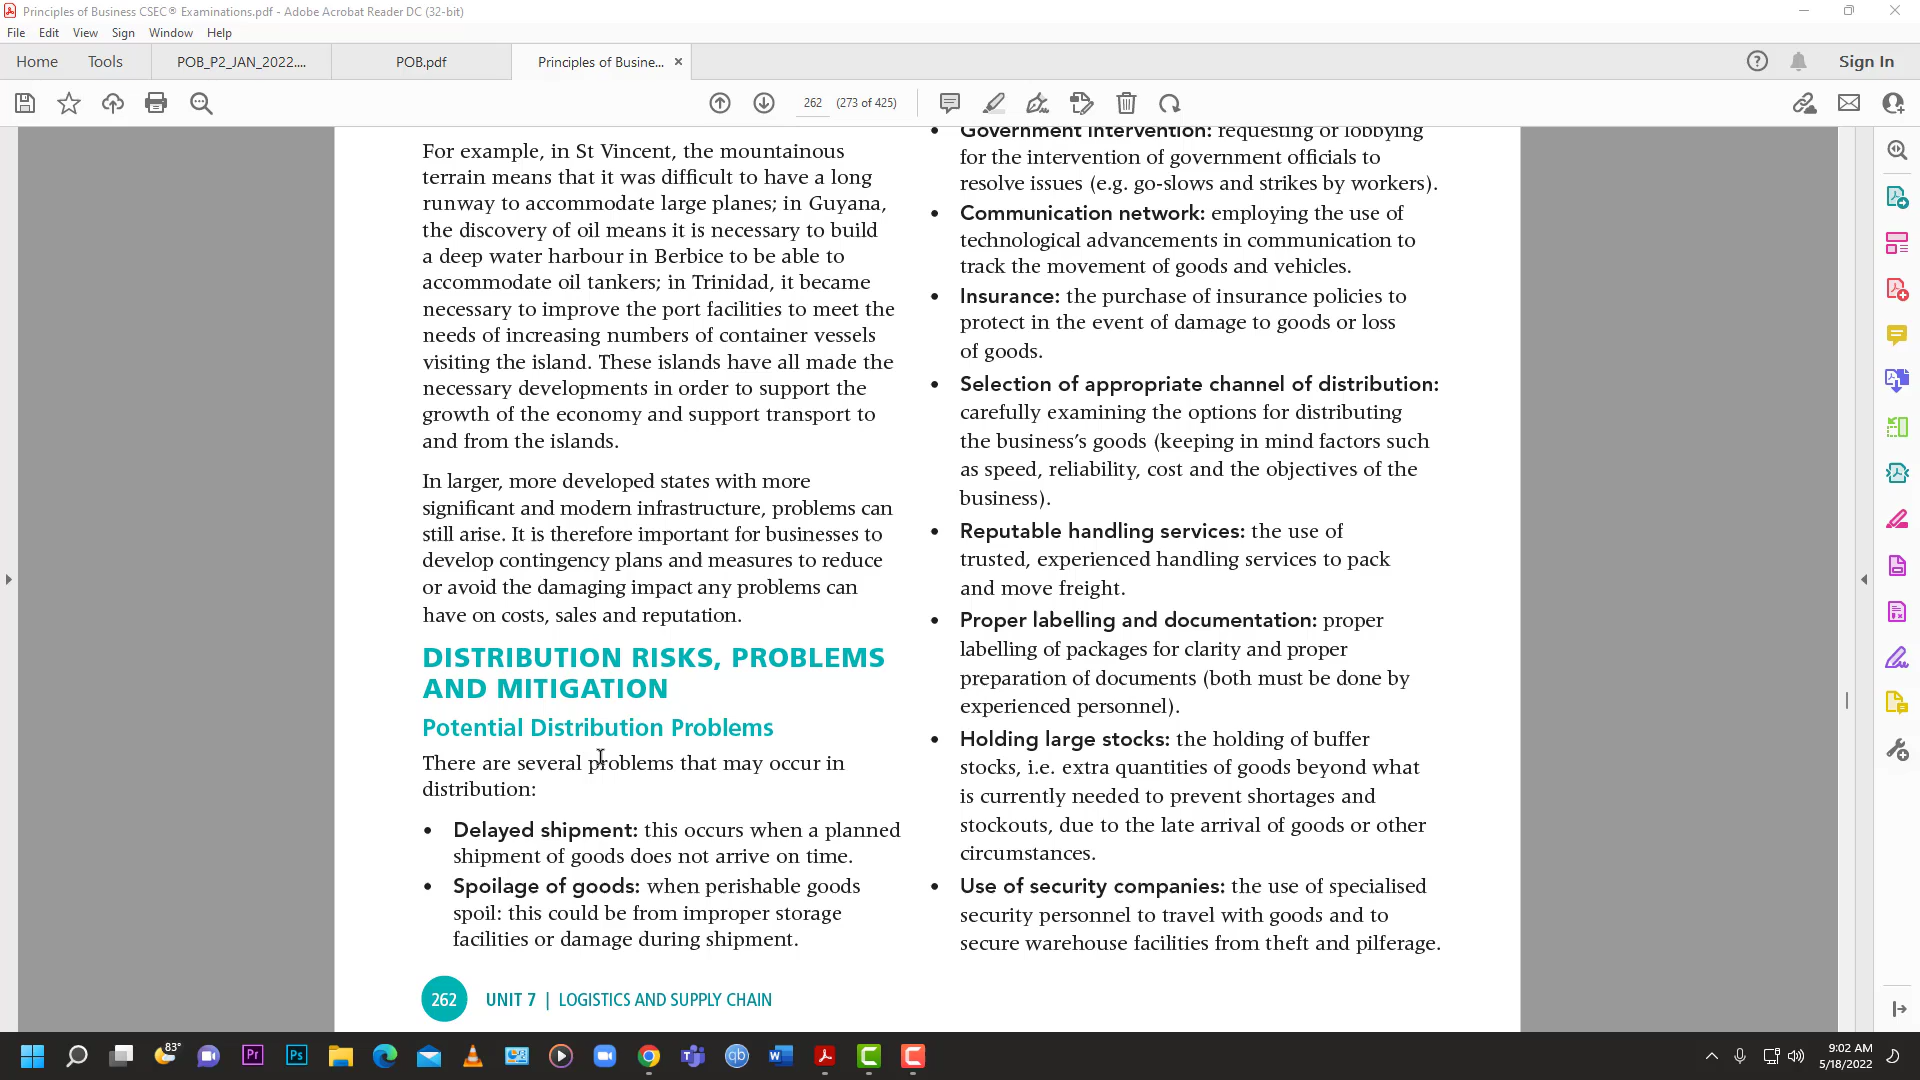 Principles of Business CSEC® Examinations.pdf - Adobe Acrobat Reader DC (32-bit)
File Edit View Sign Window Help
Home Tools POB_P2_JAN_2022.... POB.pdf Principles of Busine... Sign In
262 (273 of 425)
For example, in St Vincent, the mountainous
terrain means that it was difficult to have a long
runway to accommodate large planes; in Guyana,
the discovery of oil means it is necessary to build
a deep water harbour in Berbice to be able to
accommodate oil tankers; in Trinidad, it became
necessary to improve the port facilities to meet the
needs of increasing numbers of container vessels
visiting the island. These islands have all made the
necessary developments in order to support the
growth of the economy and support transport to
and from the islands.
In larger, more developed states with more
significant and modern infrastructure, problems can
still arise. It is therefore important for businesses to
develop contingency plans and measures to reduce
or avoid the damaging impact any problems can
have on costs, sales and reputation.
DISTRIBUTION RISKS, PROBLEMS
AND MITIGATION
Potential Distribution Problems
There are several problems that may occur in
distribution:
• Delayed shipment: this occurs when a planned
shipment of goods does not arrive on time.
• Spoilage of goods: when perishable goods
spoil: this could be from improper storage
facilities or damage during shipment.
• Government intervention: requesting or lobbying
for the intervention of government officials to
resolve issues (e.g. go-slows and strikes by workers).
• Communication network: employing the use of
technological advancements in communication to
track the movement of goods and vehicles.
• Insurance: the purchase of insurance policies to
protect in the event of damage to goods or loss
of goods.
• Selection of appropriate channel of distribution:
carefully examining the options for distributing
the business's goods (keeping in mind factors such
as speed, reliability, cost and the objectives of the
business).
• Reputable handling services: the use of
trusted, experienced handling services to pack
and move freight.
• Proper labelling and documentation: proper
labelling of packages for clarity and proper
preparation of documents (both must be done by
experienced personnel).
• Holding large stocks: the holding of buffer
stocks, i.e. extra quantities of goods beyond what
is currently needed to prevent shortages and
stockouts, due to the late arrival of goods or other
circumstances.
• Use of security companies: the use of specialised
security personnel to travel with goods and to
secure warehouse facilities from theft and pilferage.
262 UNIT 7 | LOGISTICS AND SUPPLY CHAIN
83°
Pr
Ps
qb
9:02 AM
5/18/2022